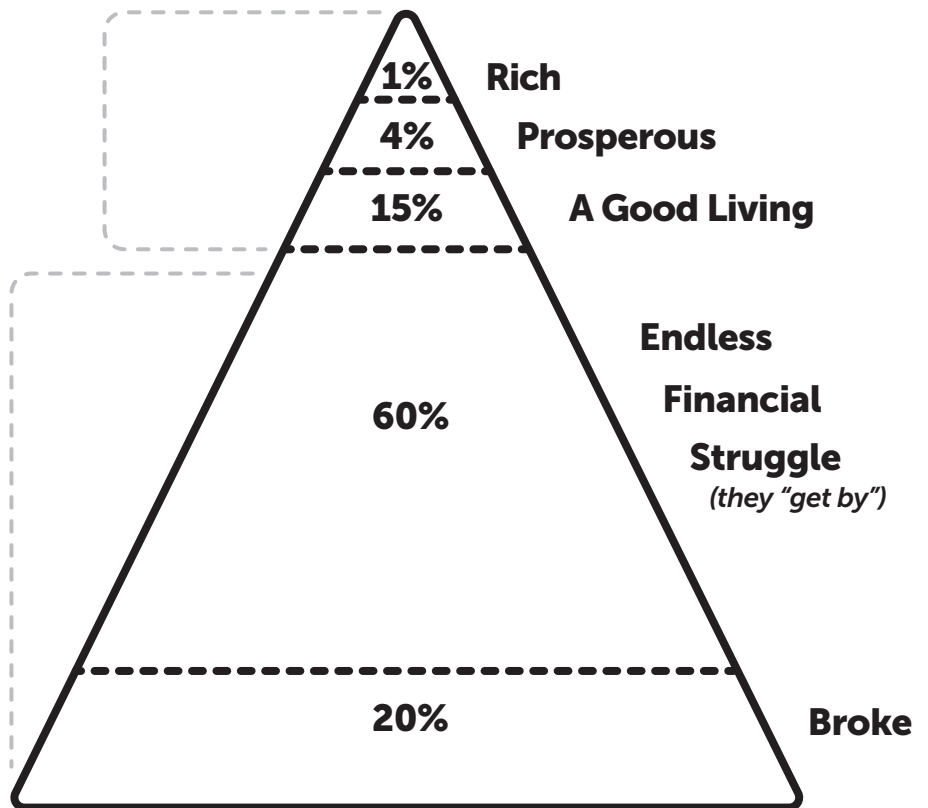 1% Rich
4% Prosperous
15% A Good Living
Endless
Financial
60%
Struggle
(they “get by”)
20% Broke